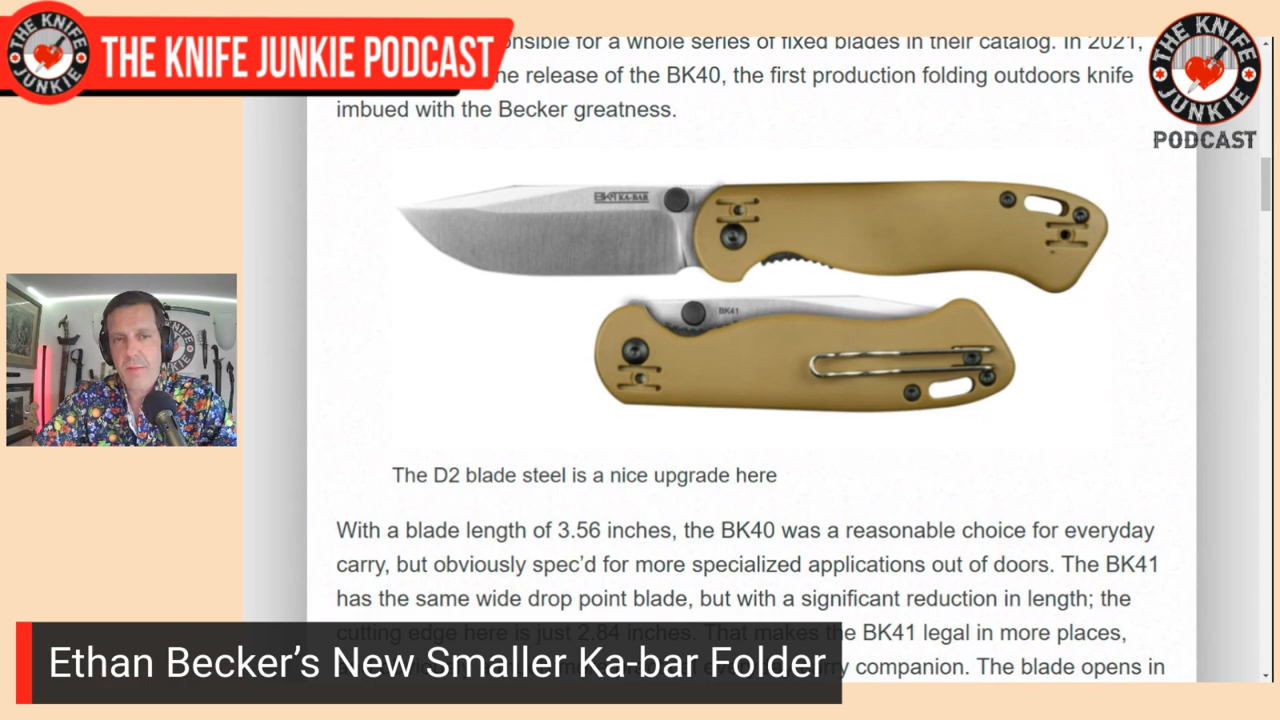 THE KNIFE JUNKIE
THE KNIFE JUNKIE PODCAST
THE KNIFE JUNKIE
PODCAST
onsible for a whole series of fixed blades in their catalog. In 2021,
he release of the BK40, the first production folding outdoors knife
imbued with the Becker greatness.
KA-BAR
BK41
THE KNIFE JUNKIE
The D2 blade steel is a nice upgrade here
With a blade length of 3.56 inches, the BK40 was a reasonable choice for everyday
carry, but obviously spec’d for more specialized applications out of doors. The BK41
has the same wide drop point blade, but with a significant reduction in length; the
cutting edge here is just 2.84 inches. That makes the BK41 legal in more places,
companion. The blade opens in
Ethan Becker’s New Smaller Ka-bar Folder